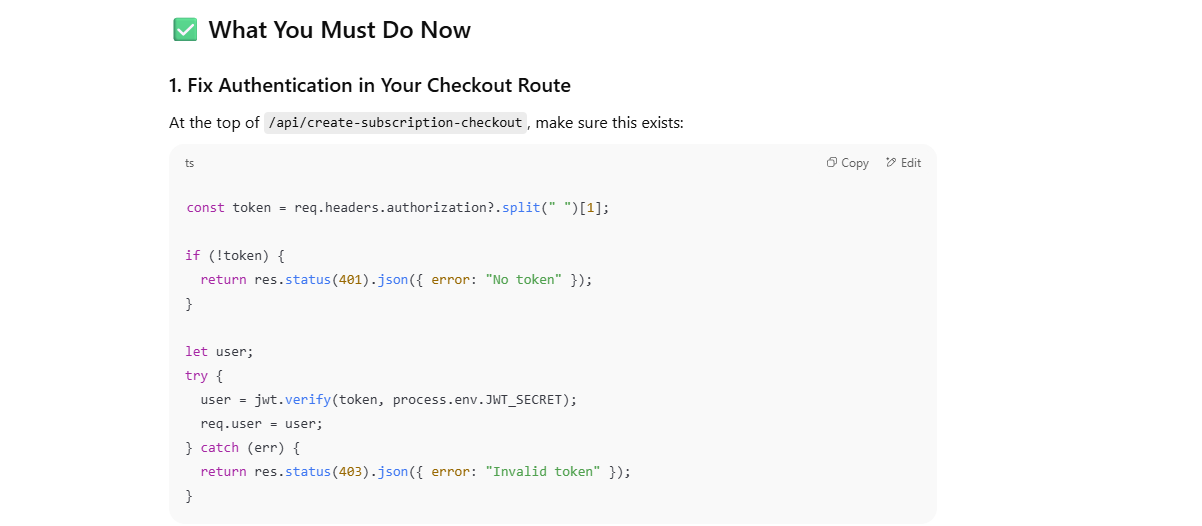 ✅ What You Must Do Now
1. Fix Authentication in Your Checkout Route
At the top of /api/create-subscription-checkout, make sure this exists:
ts Copy Edit
const token = req.headers.authorization?.split(" ")[1];
if (!token) {
  return res.status(401).json({ error: "No token" });
}
let user;
try {
  user = jwt.verify(token, process.env.JWT_SECRET);
  req.user = user;
} catch (err) {
  return res.status(403).json({ error: "Invalid token" });
}